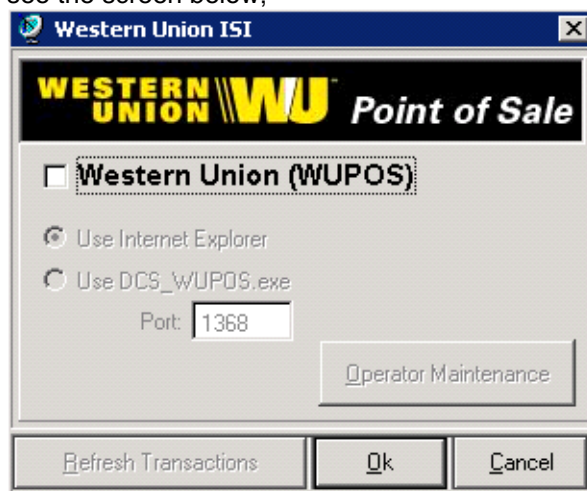 see the screen below,
Western Union ISI
WESTERN UNION WU Point of Sale
Western Union (WUPOS)
Use Internet Explorer
Use DCS_WUPOS.exe
Port: 1368
Operator Maintenance
Refresh Transactions Ok Cancel